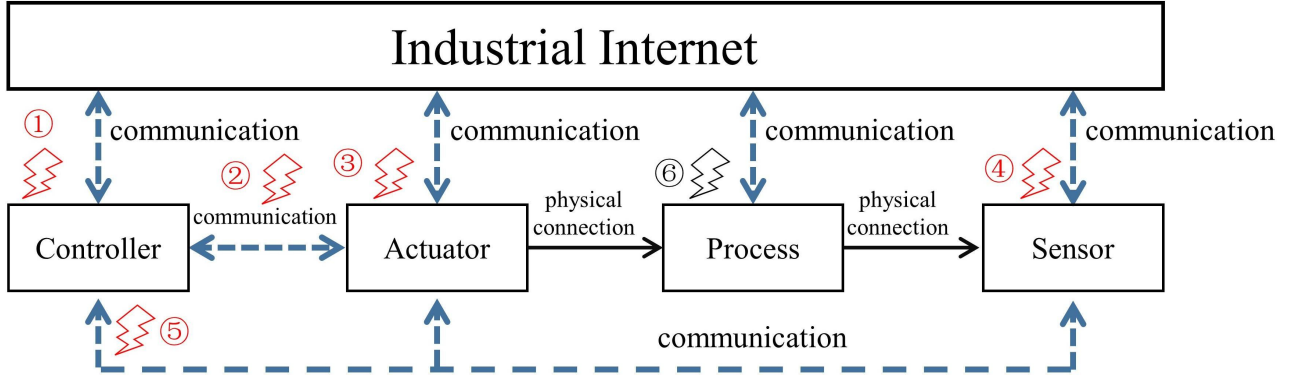 Industrial Internet
① communication communication communication communication
② ③ ⑥ ④
communication physical physical
connection connection
Controller Actuator Process Sensor
⑤ communication